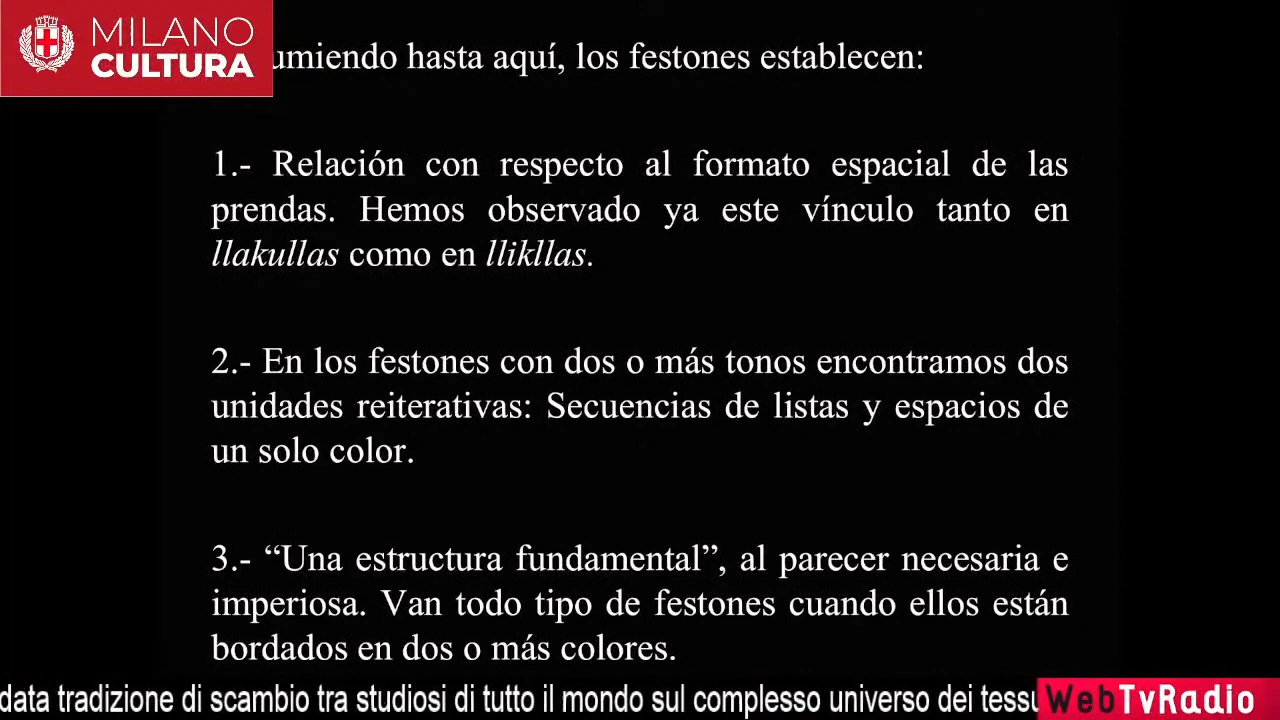 MILANO
CULTURA
umiendo hasta aquí, los festones establecen:
1.- Relación con respecto al formato espacial de las
prendas. Hemos observado ya este vínculo tanto en
llakullas como en llikllas.
2.- En los festones con dos o más tonos encontramos dos
unidades reiterativas: Secuencias de listas y espacios de
un solo color.
3.- “Una estructura fundamental”, al parecer necesaria e
imperiosa. Van todo tipo de festones cuando ellos están
bordados en dos o más colores.
data tradizione di scambio tra studiosi di tutto il mondo sul complesso universo dei tessu
WebTvRadio